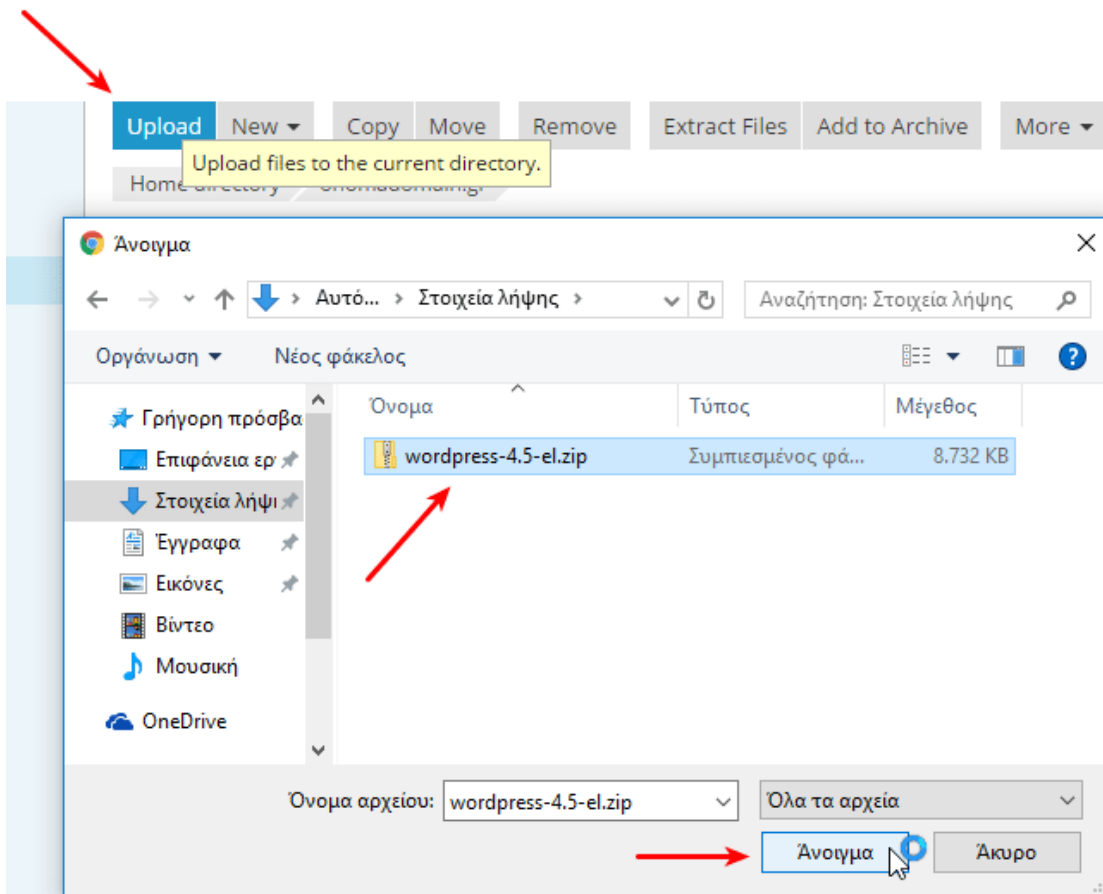 Upload New Copy Move Remove Extract Files Add to Archive More
Upload files to the current directory.
Home directory onomadomain.gr
Άνοιγμα
Αυτό... Στοιχεία λήψης Αναζήτηση: Στοιχεία λήψης
Οργάνωση Νέος φάκελος
Όνομα Τύπος Μέγεθος
Γρήγορη πρόσβα
wordpress-4.5-el.zip Συμπιεσμένος φά... 8.732 KB
Επιφάνεια ερ
Στοιχεία λήψι
Έγγραφα
Εικόνες
Βίντεο
Μουσική
OneDrive
Όνομα αρχείου: wordpress-4.5-el.zip Όλα τα αρχεία
Άνοιγμα Άκυρο